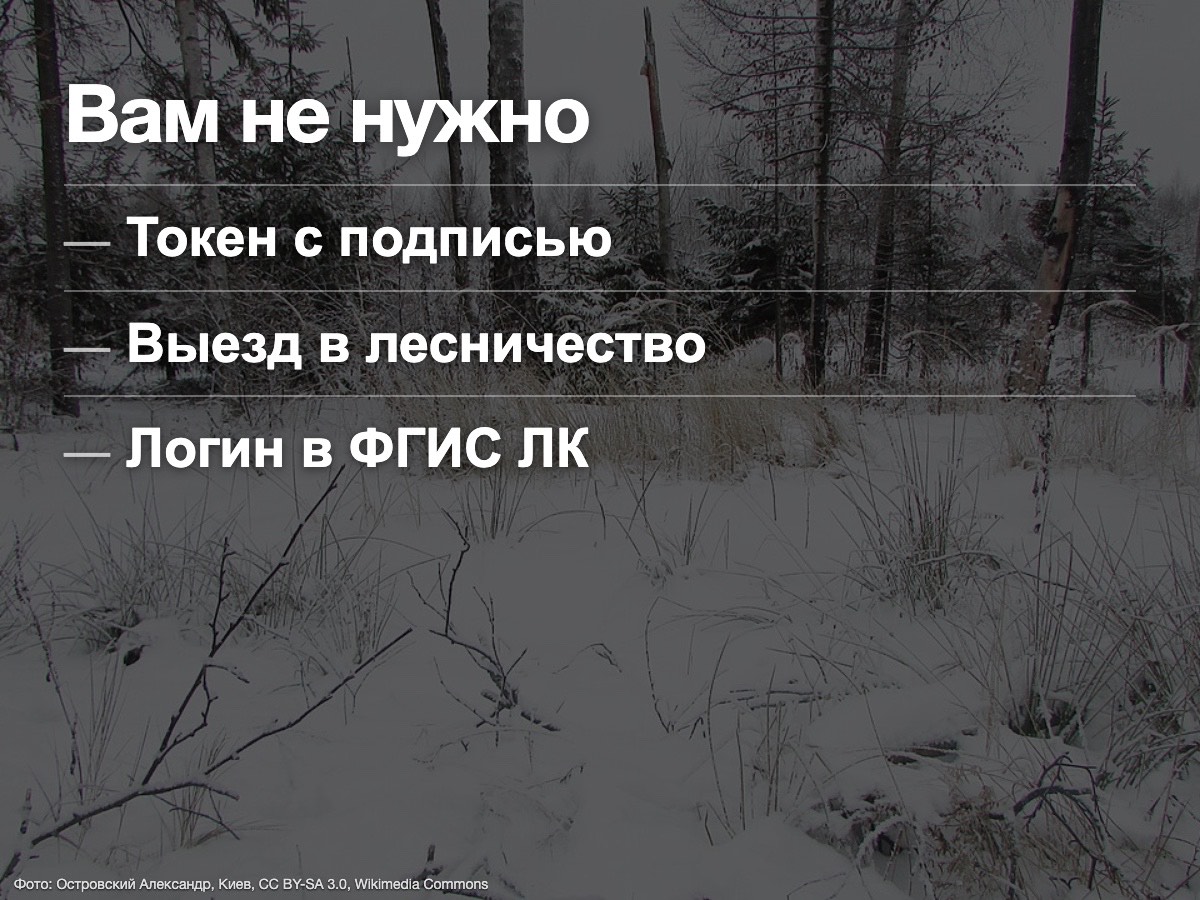 Вам не нужно
— Токен с подписью
— Выезд в лесничество
— Логин в ФГИС ЛК
Фото: Островский Александр, Киев, CC BY-SA 3.0, Wikimedia Commons